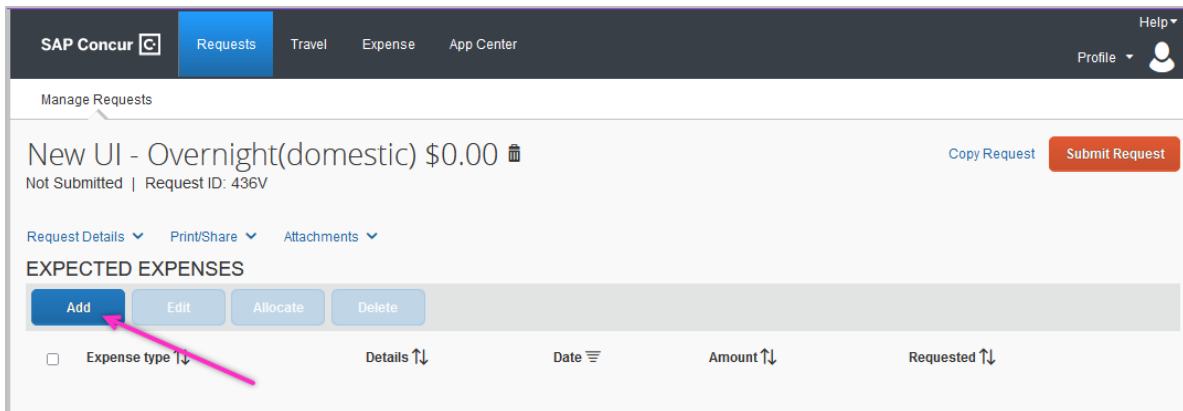 Help
SAP Concur C Requests Travel Expense App Center
Profile
Manage Requests
New UI - Overnight(domestic) $0.00
Copy Request Submit Request
Not Submitted | Request ID: 436V
Request Details Print/Share Attachments
EXPECTED EXPENSES
Add Edit Allocate Delete
Expense type Details Date Amount Requested